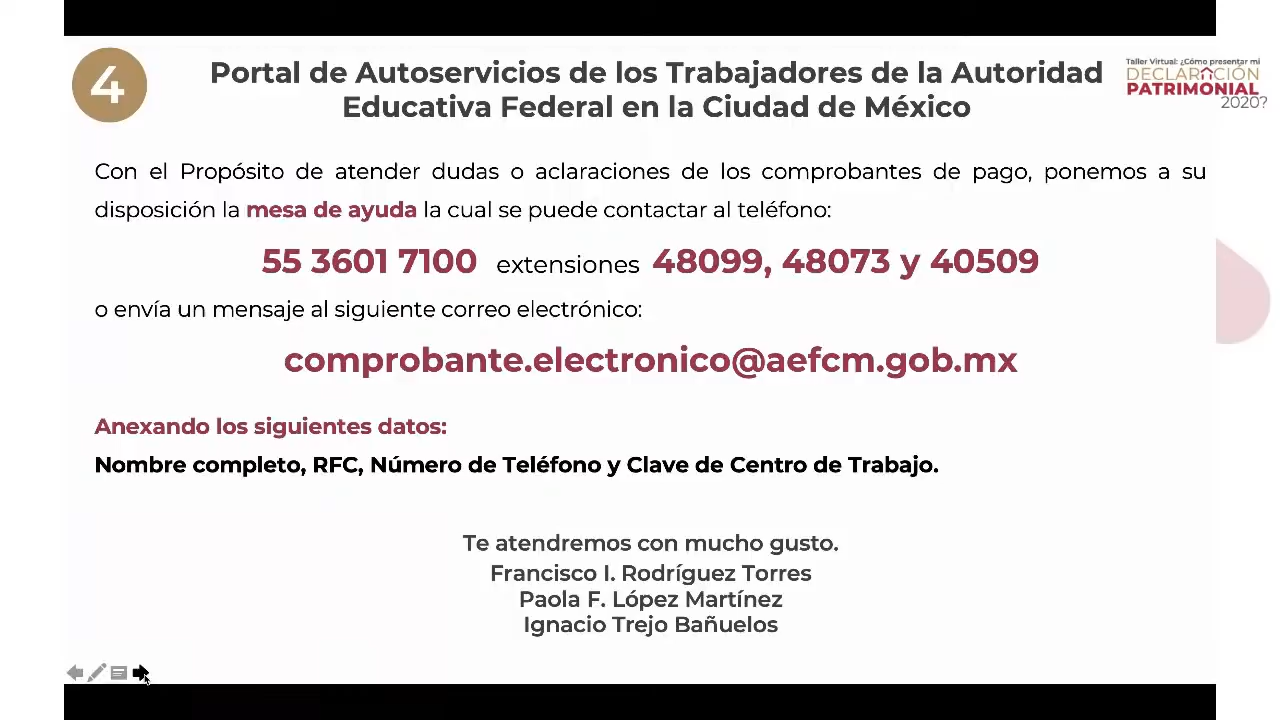 4
Portal de Autoservicios de los Trabajadores de la Autoridad
Educativa Federal en la Ciudad de México
Taller Virtual: ¿Cómo presentar mi
DECLARACIÓN
PATRIMONIAL
2020?
Con el Propósito de atender dudas o aclaraciones de los comprobantes de pago, ponemos a su
disposición la mesa de ayuda la cual se puede contactar al teléfono:
55 3601 7100 extensiones 48099, 48073 y 40509
o envía un mensaje al siguiente correo electrónico:
comprobante.electronico@aefcm.gob.mx
Anexando los siguientes datos:
Nombre completo, RFC, Número de Teléfono y Clave de Centro de Trabajo.
Te atendremos con mucho gusto.
Francisco I. Rodríguez Torres
Paola F. López Martínez
Ignacio Trejo Bañuelos